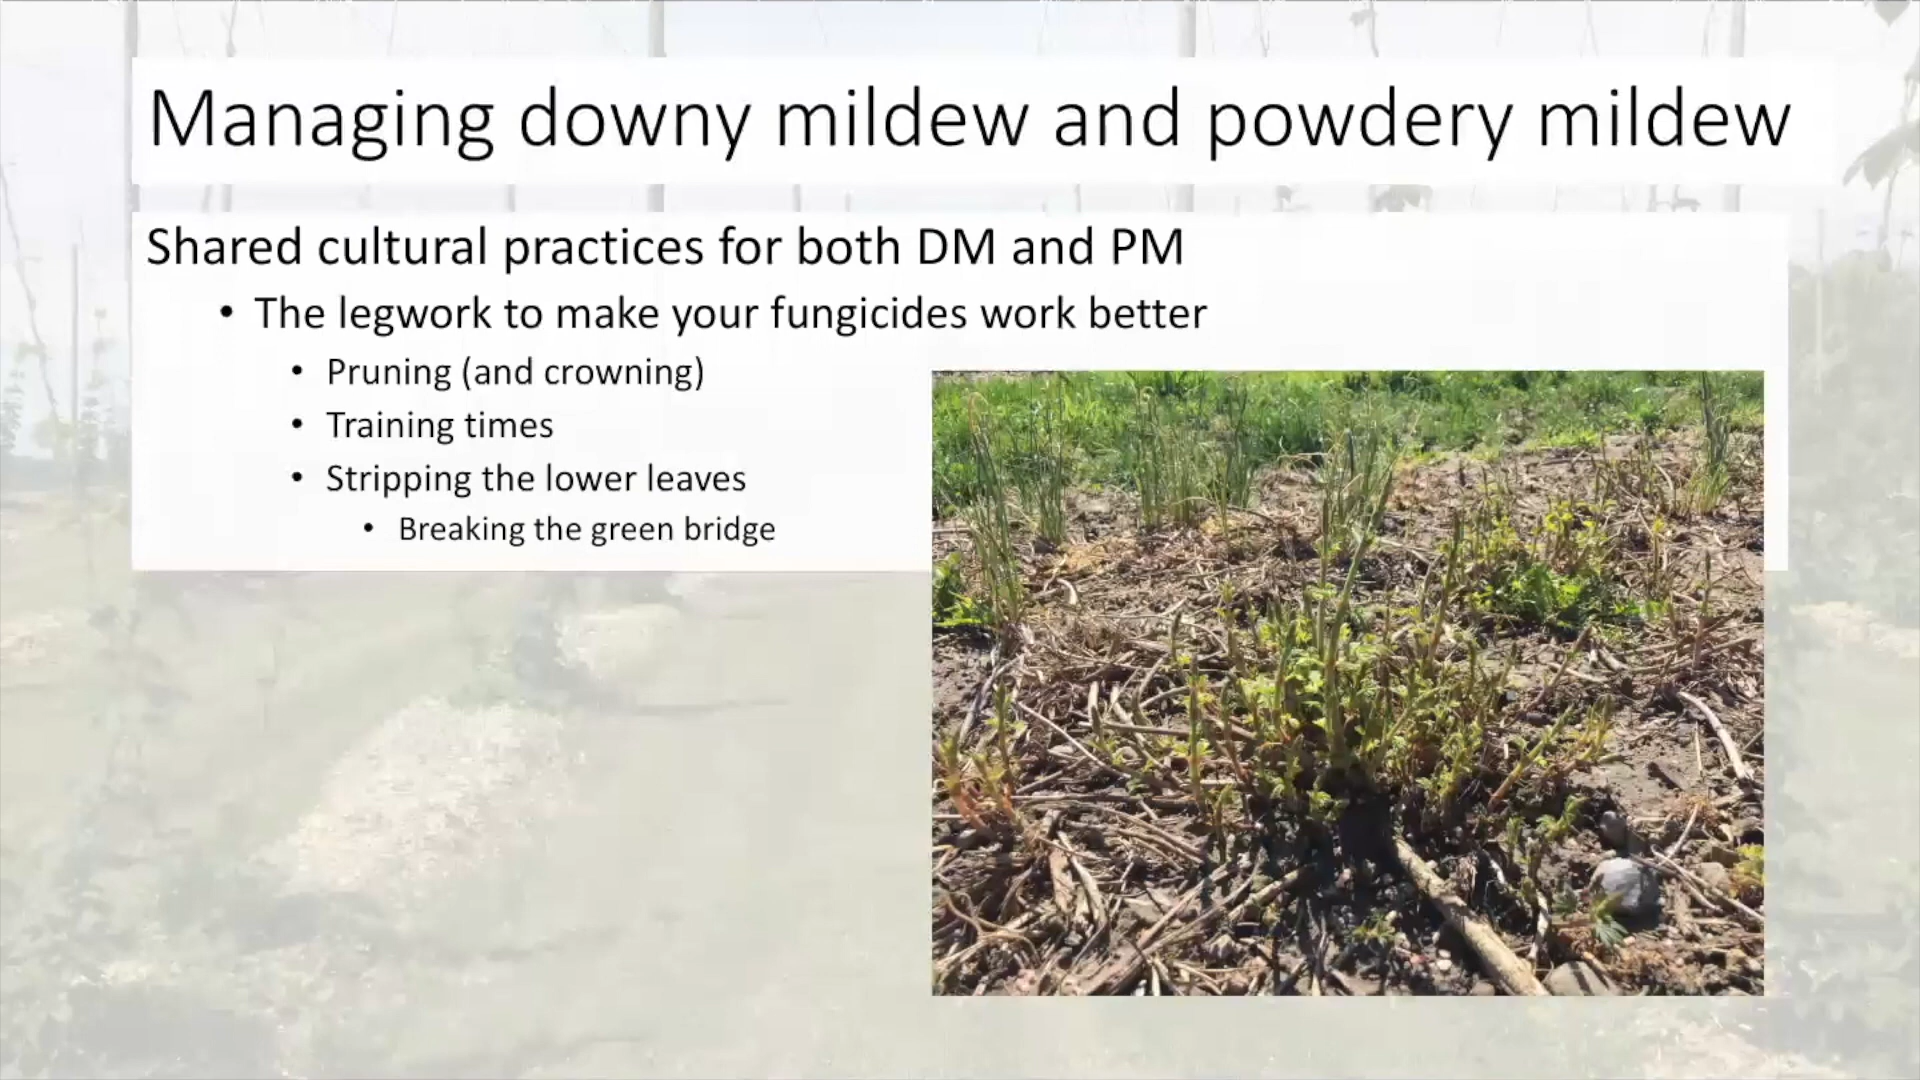 Managing downy mildew and powdery mildew
Shared cultural practices for both DM and PM
• The legwork to make your fungicides work better
• Pruning (and crowning)
• Training times
• Stripping the lower leaves
• Breaking the green bridge